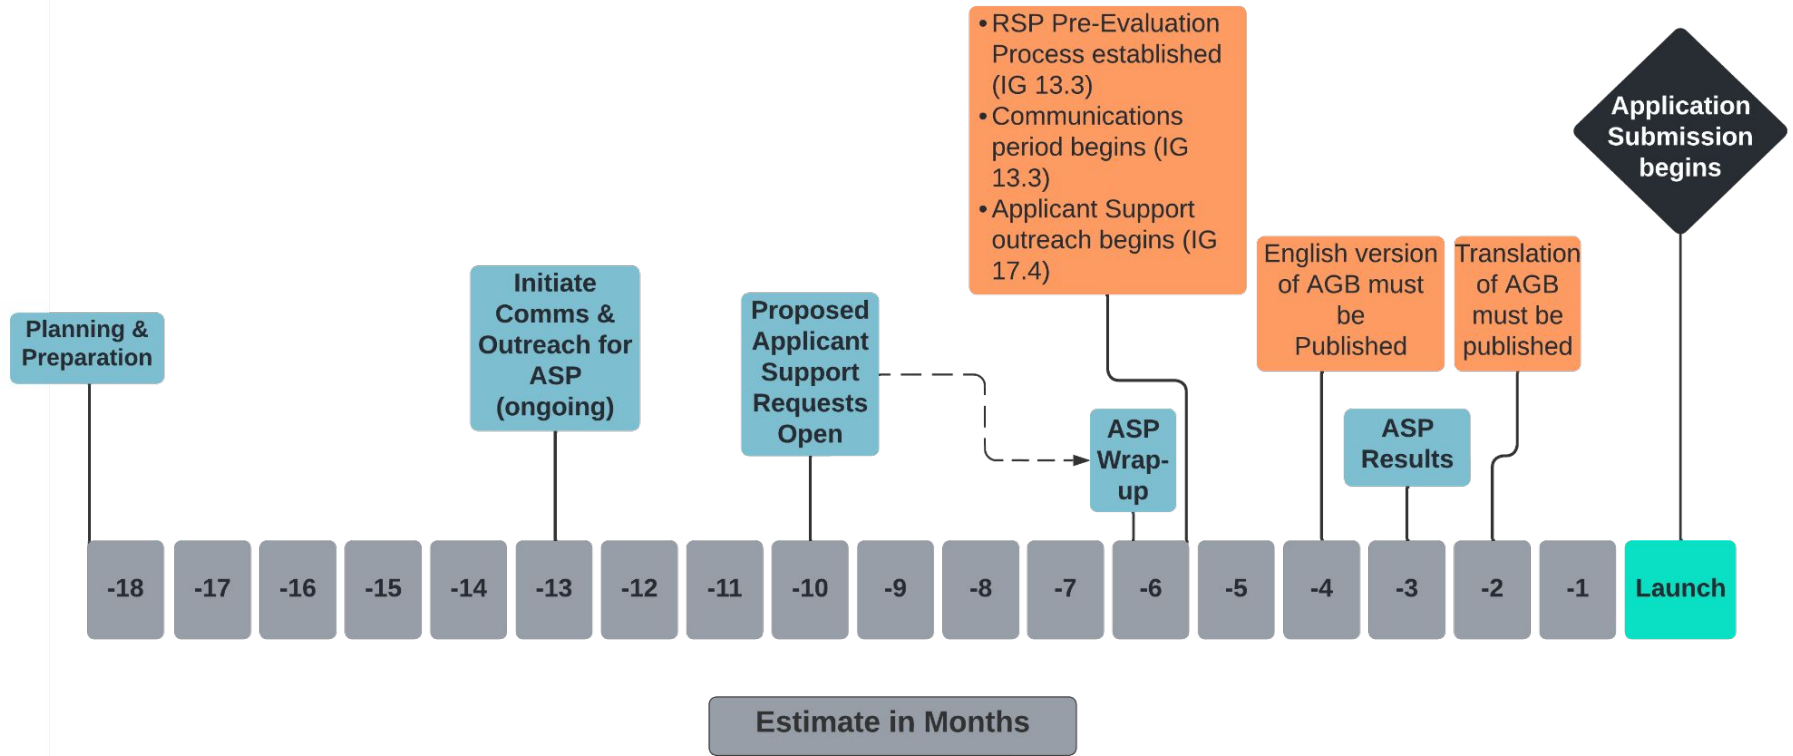 • RSP Pre-Evaluation
Process established
(IG 13.3)
• Communications
period begins (IG
13.3)
• Applicant Support
outreach begins (IG
17.4)
Application
Submission
begins
English version
of AGB must
be
Published
Translation
of AGB
must be
published
Initiate
Comms &
Outreach for
ASP
(ongoing)
Proposed
Applicant
Support
Requests
Open
Planning &
Preparation
ASP
Wrap-
up
ASP
Results
-18 -17 -16 -15 -14 -13 -12 -11 -10 -9 -8 -7 -6 -5 -4 -3 -2 -1 Launch
Estimate in Months